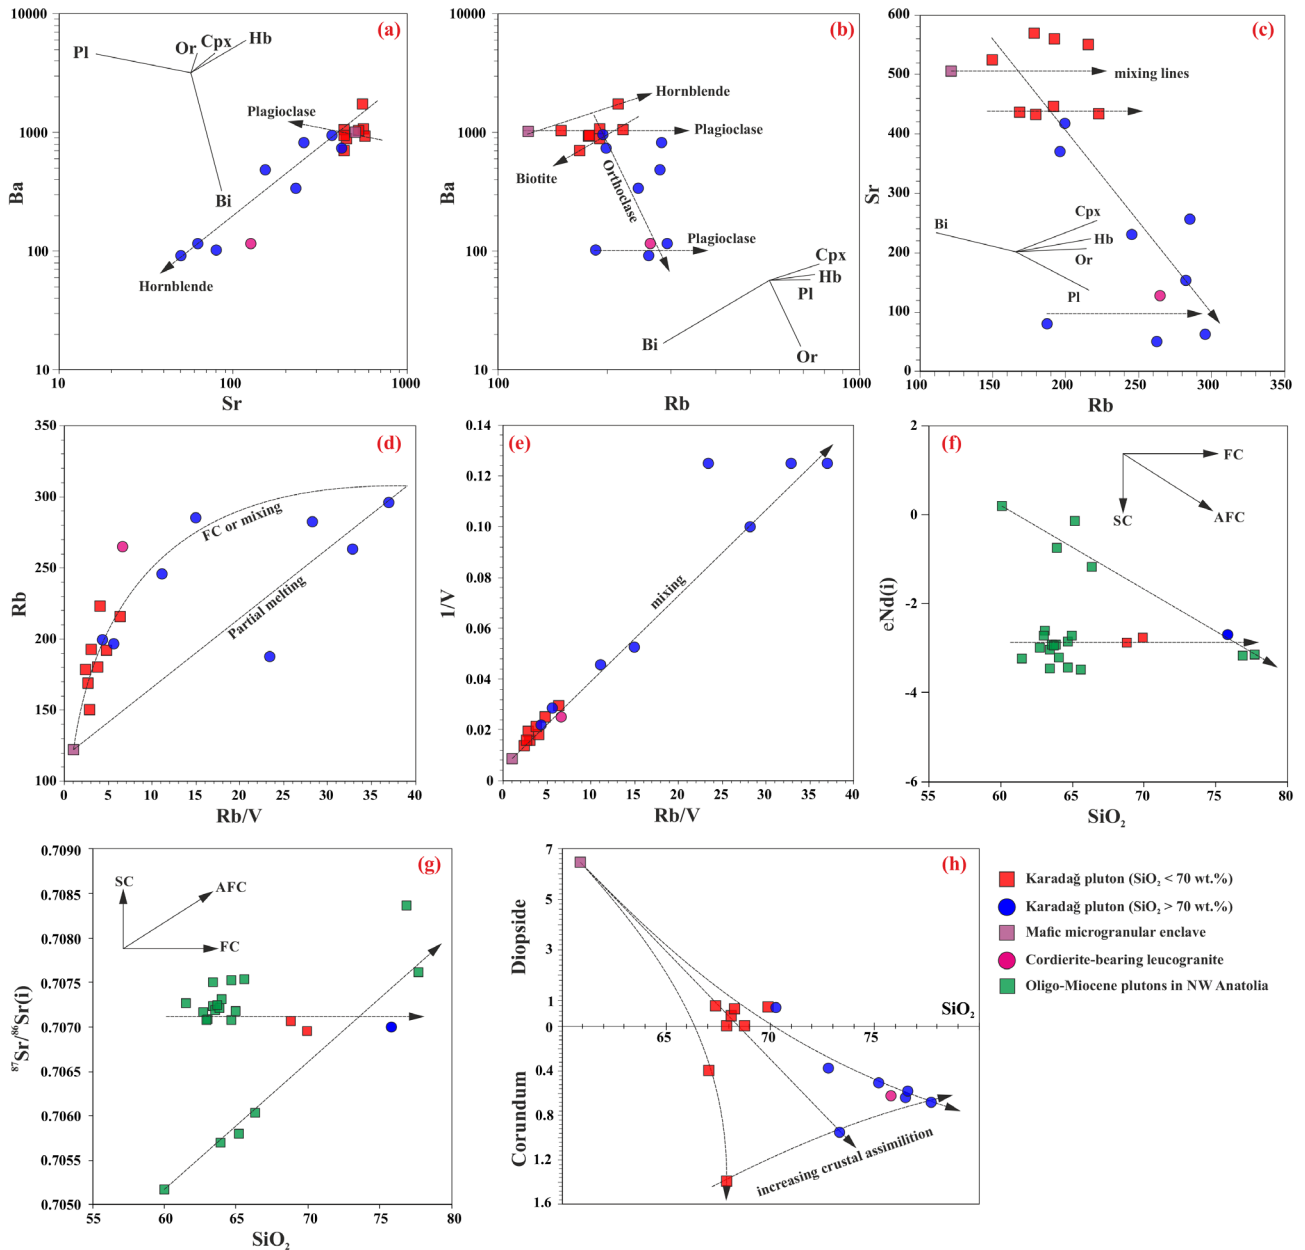 (a)
10000
1000
100
10
Ba
10
100
1000
Sr
Pl
Or
Cpx
Hb
Bi
Plagioclase
Hornblende
(b)
10000
1000
100
10
Ba
100
1000
Rb
Hornblende
Plagioclase
Biotite
Orthoclase
Plagioclase
Cpx
Hb
Pl
Bi
Or
(c)
600
500
400
300
200
100
0
Sr
100
150
200
250
300
350
Rb
mixing lines
Bi
Cpx
Hb
Or
Pl
(d)
350
300
250
200
150
100
Rb
0
5
10
15
20
25
30
35
40
Rb/V
FC or mixing
Partial melting
(e)
0.14
0.12
0.10
0.08
0.06
0.04
0.02
0
1/V
0
5
10
15
20
25
30
35
40
Rb/V
mixing
(f)
2
0
-2
-4
-6
eNd(i)
55
60
65
70
75
80
SiO₂
FC
SC
AFC
(g)
0.7090
0.7085
0.7080
0.7075
0.7070
0.7065
0.7060
0.7055
0.7050
⁸⁷Sr/⁸⁶Sr(i)
55
60
65
70
75
80
SiO₂
SC
AFC
FC
(h)
7
5
3
1
0
0.4
0.8
1.2
1.6
Diopside
Corundum
65
70
75
SiO₂
increasing crustal assimilition
Karadağ pluton (SiO₂ < 70 wt.%)
Karadağ pluton (SiO₂ > 70 wt.%)
Mafic microgranular enclave
Cordierite-bearing leucogranite
Oligo-Miocene plutons in NW Anatolia